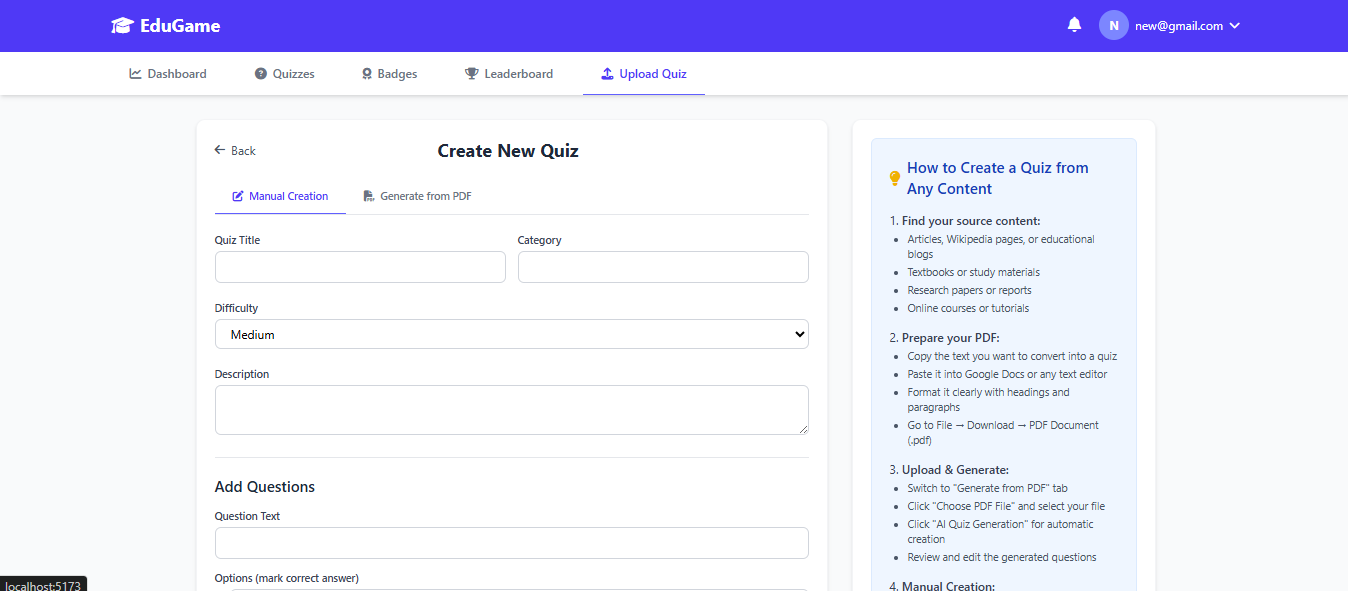 EduGame
N new@gmail.com
Dashboard Quizzes Badges Leaderboard Upload Quiz
Back
Create New Quiz
Manual Creation Generate from PDF
Quiz Title Category
Difficulty
Medium
Description
Add Questions
Question Text
Options (mark correct answer)
How to Create a Quiz from
Any Content
1. Find your source content:
• Articles, Wikipedia pages, or educational
blogs
• Textbooks or study materials
• Research papers or reports
• Online courses or tutorials
2. Prepare your PDF:
• Copy the text you want to convert into a quiz
• Paste it into Google Docs or any text editor
• Format it clearly with headings and
paragraphs
• Go to File → Download → PDF Document
(.pdf)
3. Upload & Generate:
• Switch to "Generate from PDF" tab
• Click "Choose PDF File" and select your file
• Click "AI Quiz Generation" for automatic
creation
• Review and edit the generated questions
4. Manual Creation:
localhost:5173